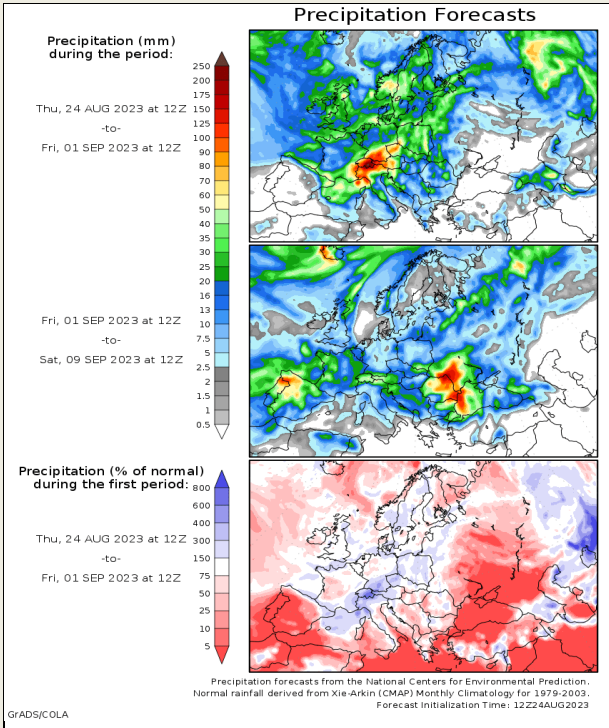 Precipitation Forecasts
Precipitation (mm)
during the period:
Thu, 24 AUG 2023 at 12Z
-to-
Fri, 01 SEP 2023 at 12Z
250
200
175
150
125
100
90
80
70
60
50
40
35
30
25
20
16
13
10
7.5
5
2.5
2
1.5
1
0.5
Fri, 01 SEP 2023 at 12Z
-to-
Sat, 09 SEP 2023 at 12Z
Precipitation (% of normal)
during the first period:
Thu, 24 AUG 2023 at 12Z
-to-
Fri, 01 SEP 2023 at 12Z
800
600
400
300
150
75
50
25
10
5
Precipitation forecasts from the National Centers for Environmental Prediction.
Normal rainfall derived from Xie-Arkin (CMAP) Monthly Climatology for 1979-2003.
Forecast Initialization Time: 12Z24AUG2023
GrADS/COLA